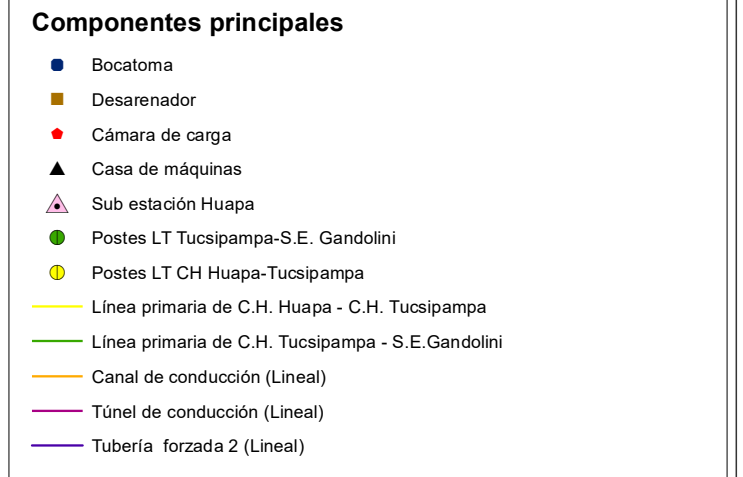 Componentes principales
Bocatoma
Desarenador
Cámara de carga
Casa de máquinas
Sub estación Huapa
Postes LT Tucsipampa-S.E. Gandolini
Postes LT CH Huapa-Tucsipampa
Línea primaria de C.H. Huapa - C.H. Tucsipampa
Línea primaria de C.H. Tucsipampa - S.E.Gandolini
Canal de conducción (Lineal)
Túnel de conducción (Lineal)
Tubería  forzada 2 (Lineal)